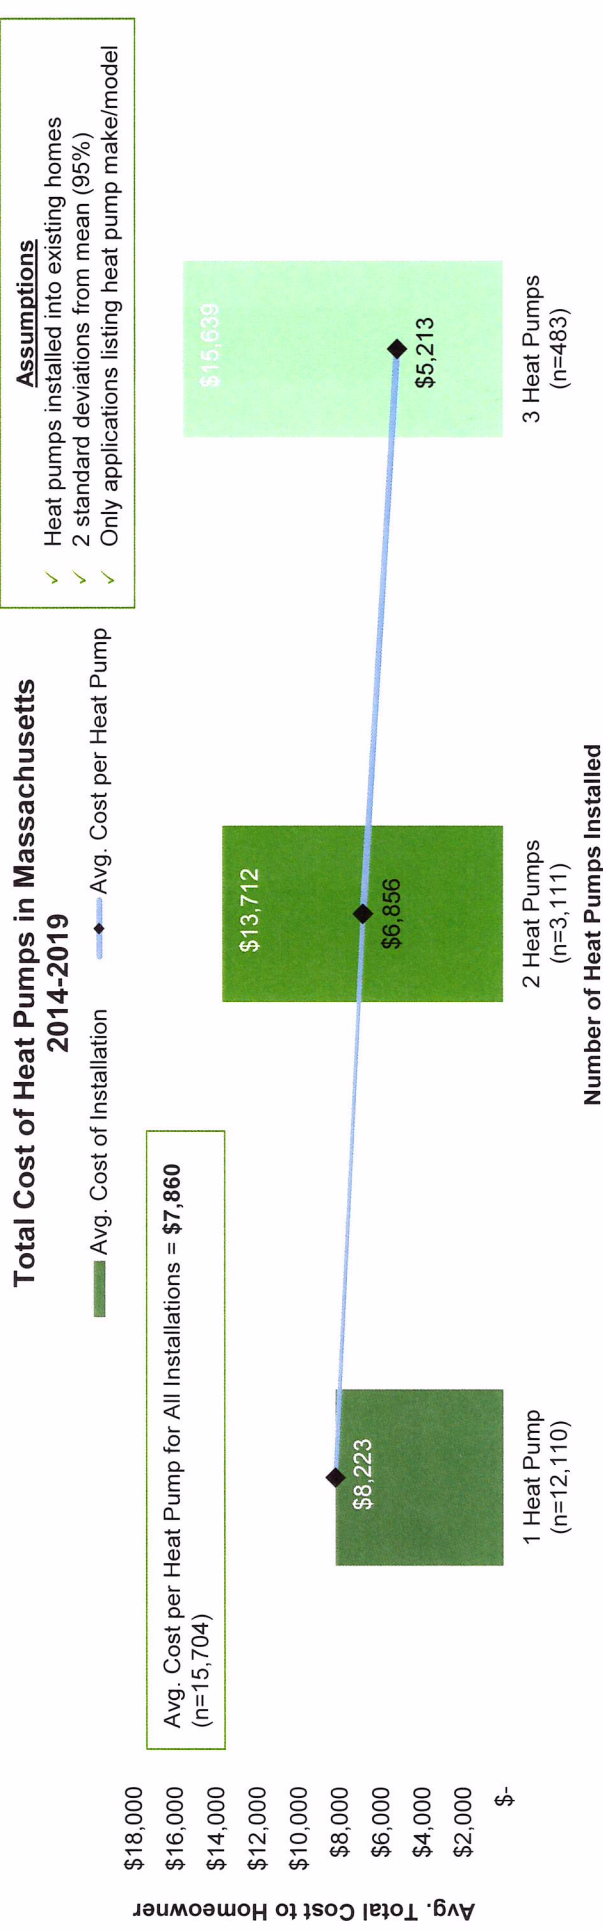 Total Cost of Heat Pumps in Massachusetts
2014-2019
Avg. Cost of Installation
Avg. Cost per Heat Pump
Assumptions
✓ Heat pumps installed into existing homes
✓ 2 standard deviations from mean (95%)
✓ Only applications listing heat pump make/model
Avg. Cost per Heat Pump for All Installations = $7,860
(n=15,704)
Avg. Total Cost to Homeowner
$18,000
$16,000
$14,000
$12,000
$10,000
$8,000
$6,000
$4,000
$2,000
$-
$8,223
$13,712
$6,856
$15,639
$5,213
1 Heat Pump
(n=12,110)
2 Heat Pumps
(n=3,111)
3 Heat Pumps
(n=483)
Number of Heat Pumps Installed